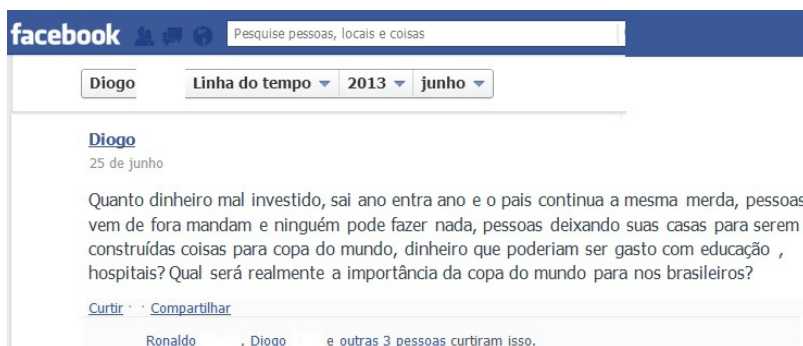 facebook Pesquise pessoas, locais e coisas
Diogo Linha do tempo 2013 junho
Diogo
25 de junho
Quanto dinheiro mal investido, sai ano entra ano e o pais continua a mesma merda, pessoas
vem de fora mandam e ninguém pode fazer nada, pessoas deixando suas casas para serem
construídas coisas para copa do mundo, dinheiro que poderiam ser gasto com educação ,
hospitais? Qual será realmente a importância da copa do mundo para nos brasileiros?
Curtir · · Compartilhar
Ronaldo , Diogo e outras 3 pessoas curtiram isso.